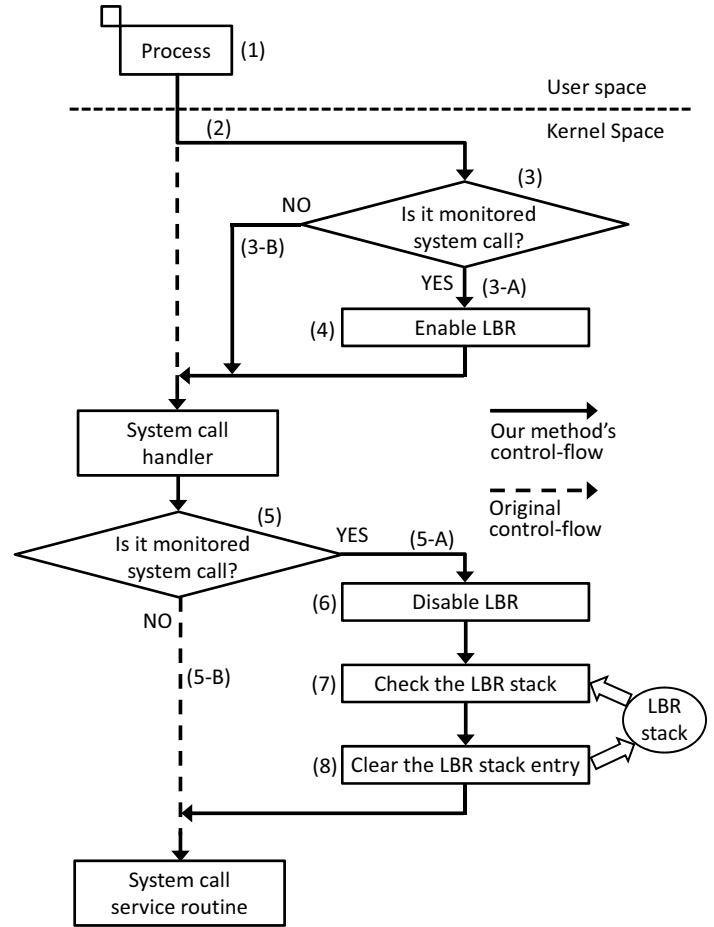 Process
(1)
User space
Kernel Space
(2)
(3)
NO
Is it monitored
system call?
(3-B)
YES
(3-A)
(4)
Enable LBR
System call
handler
Our method's
control-flow
Original
control-flow
(5)
Is it monitored
system call?
YES
(5-A)
(6)
Disable LBR
NO
(5-B)
(7)
Check the LBR stack
LBR
stack
(8)
Clear the LBR stack entry
System call
service routine